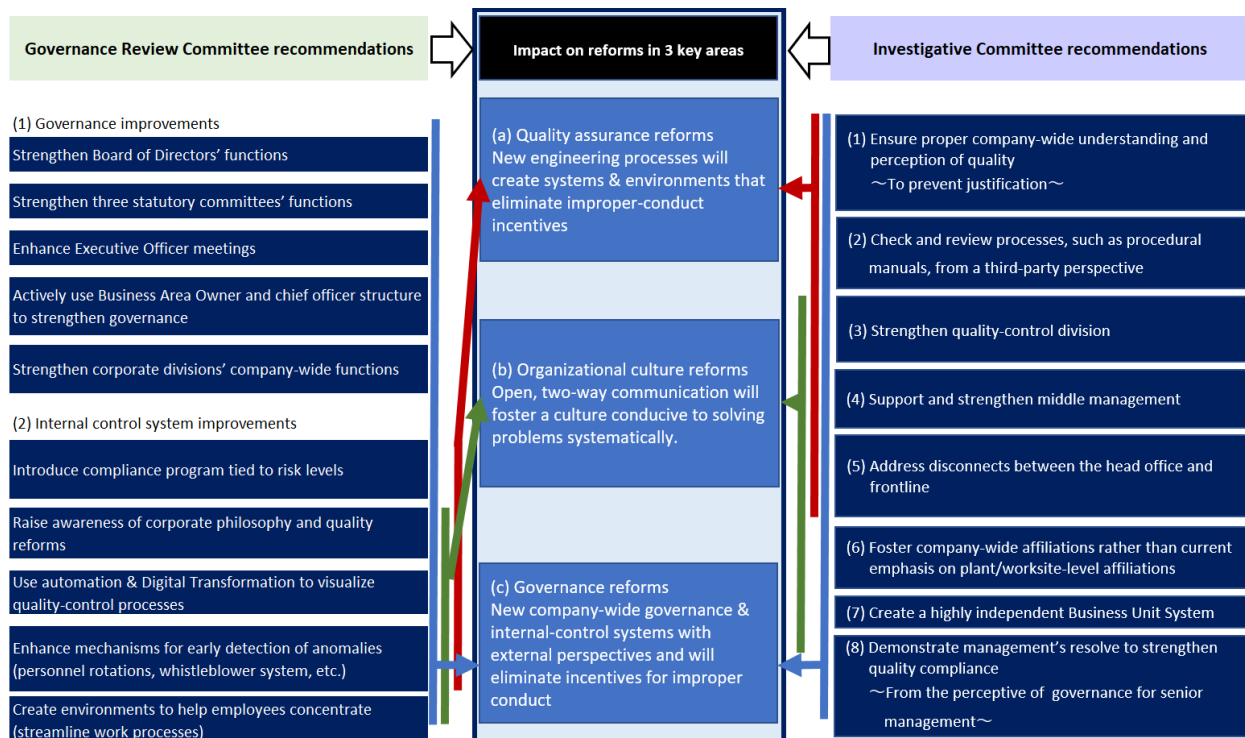 Governance Review Committee recommendations
Impact on reforms in 3 key areas
Investigative Committee recommendations
(1) Governance improvements
Strengthen Board of Directors’ functions
Strengthen three statutory committees’ functions
Enhance Executive Officer meetings
Actively use Business Area Owner and chief officer structure
to strengthen governance
Strengthen corporate divisions’ company-wide functions
(2) Internal control system improvements
Introduce compliance program tied to risk levels
Raise awareness of corporate philosophy and quality
reforms
Use automation & Digital Transformation to visualize
quality-control processes
Enhance mechanisms for early detection of anomalies
(personnel rotations, whistleblower system, etc.)
Create environments to help employees concentrate
(streamline work processes)
(a) Quality assurance reforms
New engineering processes will
create systems & environments that
eliminate improper-conduct
incentives
(b) Organizational culture reforms
Open, two-way communication will
foster a culture conducive to solving
problems systematically.
(c) Governance reforms
New company-wide governance &
internal-control systems with
external perspectives and will
eliminate incentives for improper
conduct
(1) Ensure proper company-wide understanding and
perception of quality
～To prevent justification～
(2) Check and review processes, such as procedural
manuals, from a third-party perspective
(3) Strengthen quality-control division
(4) Support and strengthen middle management
(5) Address disconnects between the head office and
frontline
(6) Foster company-wide affiliations rather than current
emphasis on plant/worksite-level affiliations
(7) Create a highly independent Business Unit System
(8) Demonstrate management’s resolve to strengthen
quality compliance
～From the perceptive of governance for senior
management～